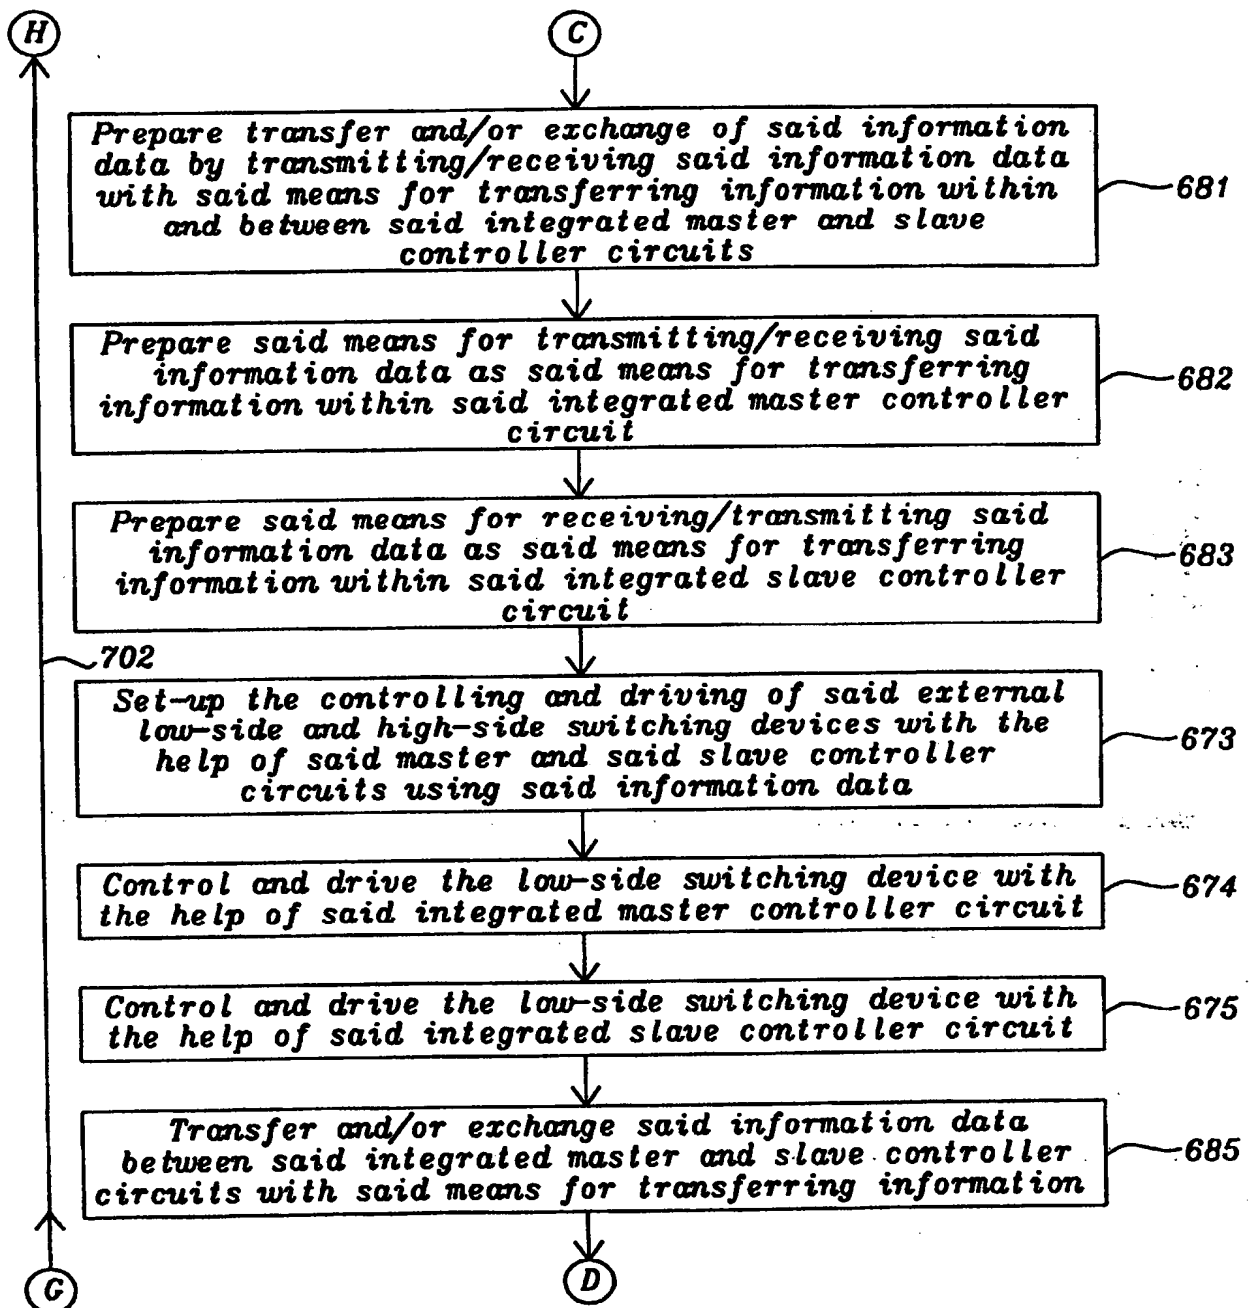 H
C
Prepare transfer and/or exchange of said information
data by transmitting/receiving said information data
with said means for transferring information within
and between said integrated master and slave
controller circuits
681
Prepare said means for transmitting/receiving said
information data as said means for transferring
information within said integrated master controller
circuit
682
Prepare said means for receiving/transmitting said
information data as said means for transferring
information within said integrated slave controller
circuit
683
702
Set-up the controlling and driving of said external
low-side and high-side switching devices with the
help of said master and said slave controller
circuits using said information data
673
Control and drive the low-side switching device with
the help of said integrated master controller circuit
674
Control and drive the low-side switching device with
the help of said integrated slave controller circuit
675
Transfer and/or exchange said information data
between said integrated master and slave controller
circuits with said means for transferring information
685
G
D